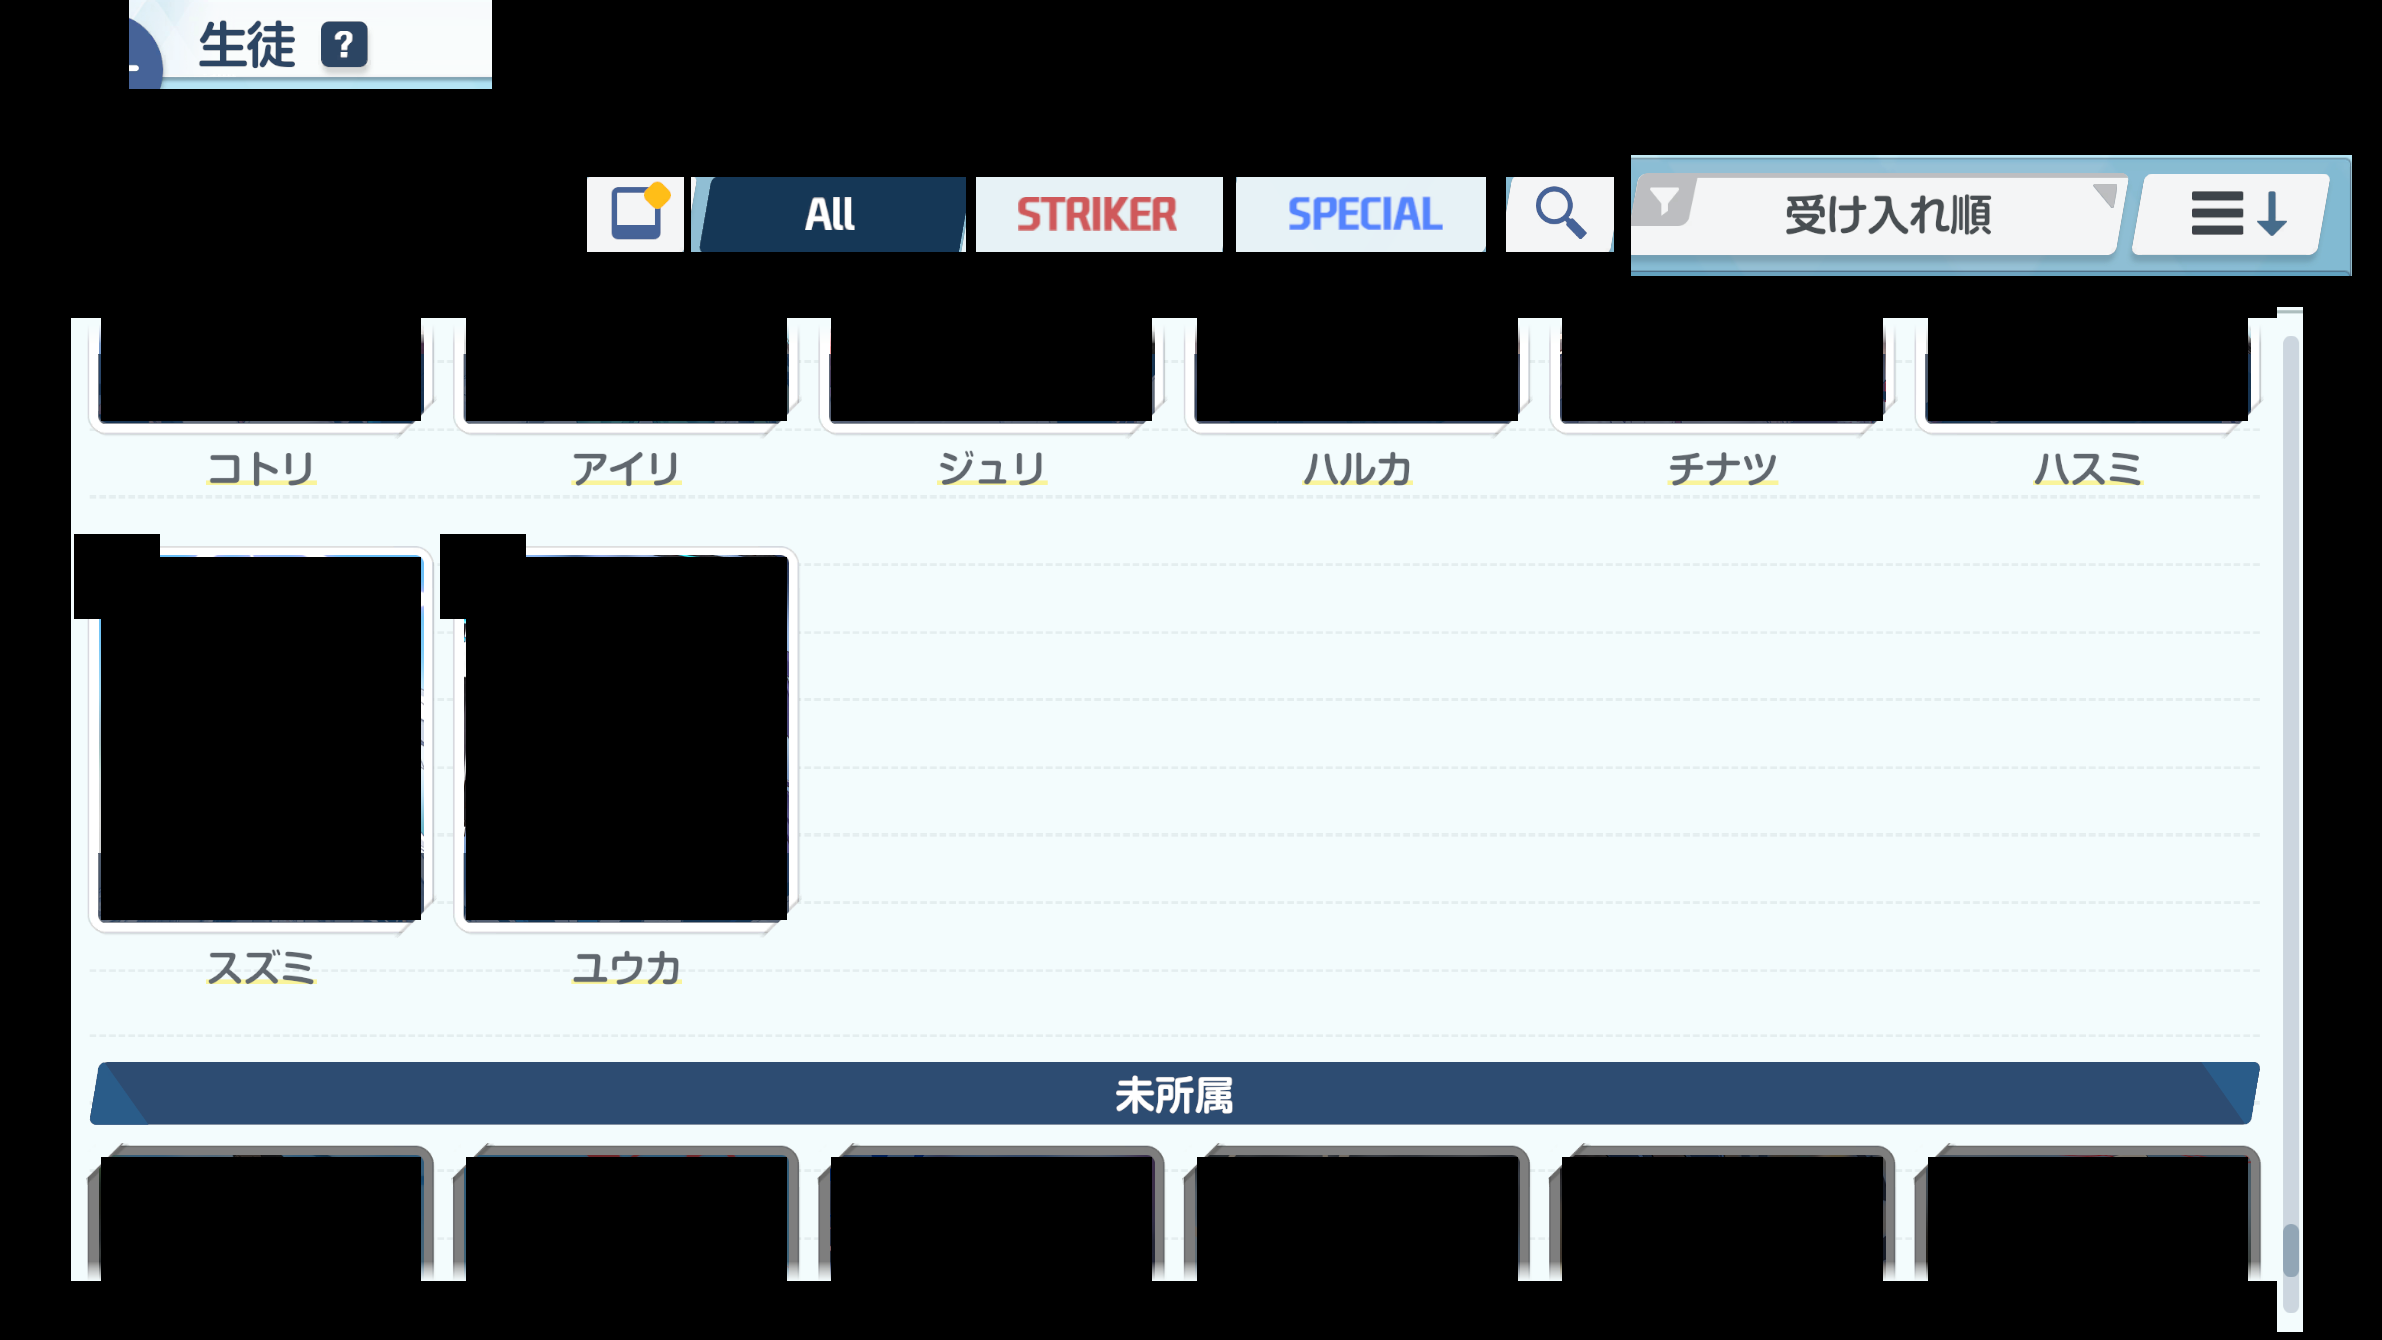 生徒 ?
All STRIKER SPECIAL 受け入れ順
コトリ アイリ ジュリ ハルカ チナツ ハスミ
スズミ ユウカ
未所属